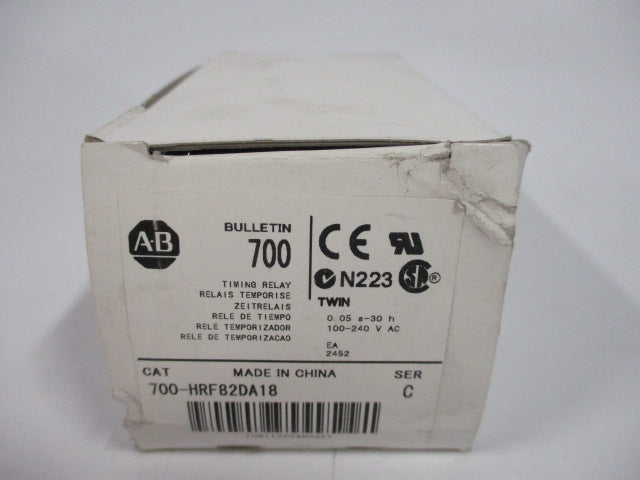 A-B
BULLETIN
700
CE
N223 ®
TIMING RELAY
RELAIS TEMPORISE
ZEITRELAIS
RELE DE TIEMPO
RELE TEMPORIZADOR
RELE DE TEMPORIZACAO
TWIN
0.05 s-30 h
100-240 V AC
EA
2452
CAT MADE IN CHINA SER
700-HRF82DA18 C